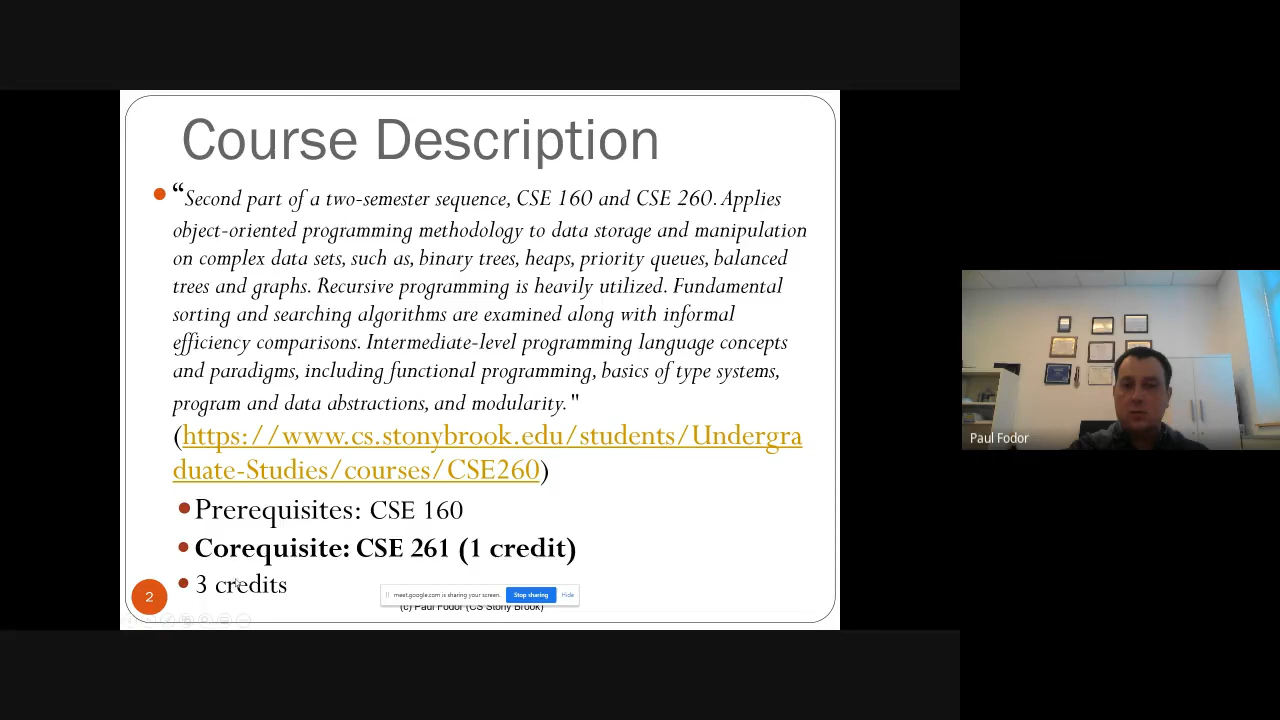 Course Description
“Second part of a two-semester sequence, CSE 160 and CSE 260. Applies
object-oriented programming methodology to data storage and manipulation
on complex data sets, such as, binary trees, heaps, priority queues, balanced
trees and graphs. Recursive programming is heavily utilized. Fundamental
sorting and searching algorithms are examined along with informal
efficiency comparisons. Intermediate-level programming language concepts
and paradigms, including functional programming, basics of type systems,
program and data abstractions, and modularity."
(https://www.cs.stonybrook.edu/students/Undergra
duate-Studies/courses/CSE260)
Prerequisites: CSE 160
Corequisite: CSE 261 (1 credit)
3 credits
2
meet.google.com is sharing your screen. Stop sharing Hide
(c) Paul Fodor (CS Stony Brook)
Paul Fodor